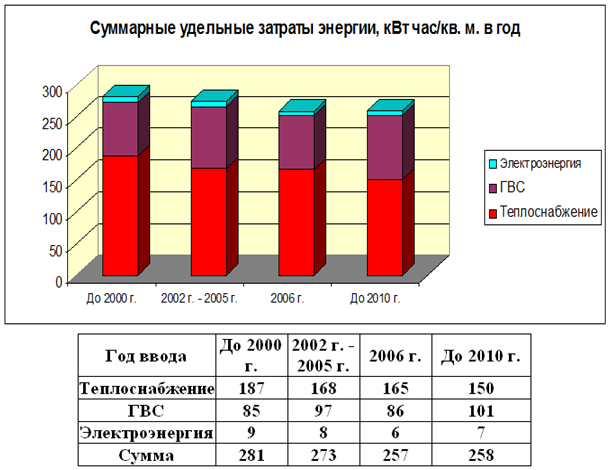 Суммарные удельные затраты энергии, кВт час/кв. м. в год
300
250
200
150
100
50
0
До 2000 г.
2002 г. - 2005 г.
2006 г.
До 2010 г.
Электроэнергия
ГВС
Теплоснабжение
Год ввода До 2000 г. 2002 г. - 2005 г. 2006 г. До 2010 г.
Теплоснабжение 187 168 165 150
ГВС 85 97 86 101
Электроэнергия 9 8 6 7
Сумма 281 273 257 258